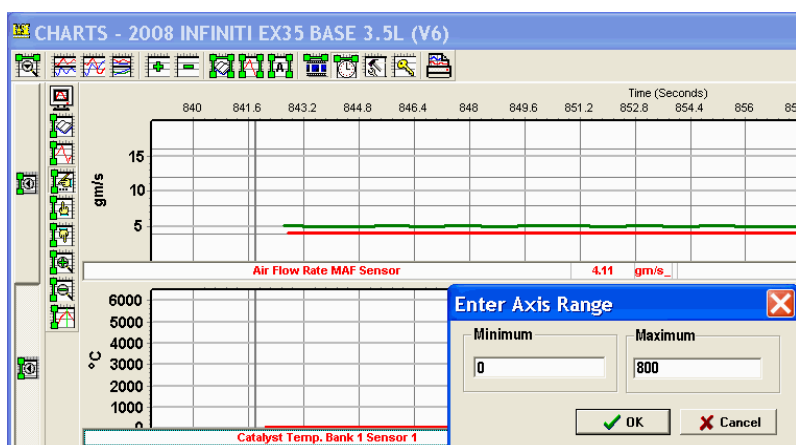 CHARTS - 2008 INFINITI EX35 BASE 3.5L (V6)
Time (Seconds)
840 841.6 843.2 844.8 846.4 848 849.6 851.2 852.8 854.4 856
15
10
5
gm/s
Air Flow Rate MAF Sensor 4.11 gm/s_
6000
5000
4000
3000
2000
1000
0
°C
Catalyst Temp. Bank 1 Sensor 1
Enter Axis Range
Minimum Maximum
0 800
OK Cancel